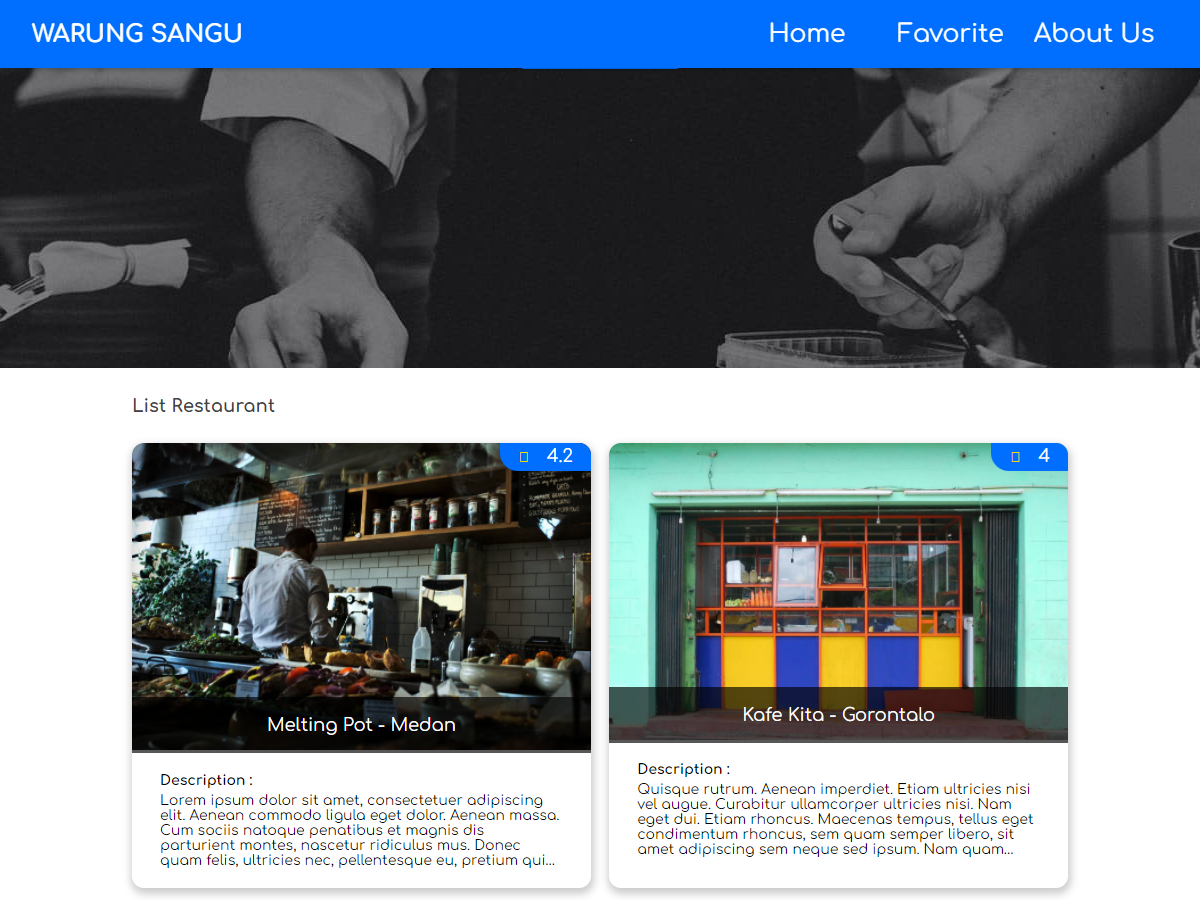 WARUNG SANGU
Home Favorite About Us
List Restaurant
4.2
Melting Pot - Medan
Description :
Lorem ipsum dolor sit amet, consectetuer adipiscing
elit. Aenean commodo ligula eget dolor. Aenean massa.
Cum sociis natoque penatibus et magnis dis
parturient montes, nascetur ridiculus mus. Donec
quam felis, ultricies nec, pellentesque eu, pretium qui...
4
Kafe Kita - Gorontalo
Description :
Quisque rutrum. Aenean imperdiet. Etiam ultricies nisi
vel augue. Curabitur ullamcorper ultricies nisi. Nam
eget dui. Etiam rhoncus. Maecenas tempus, tellus eget
condimentum rhoncus, sem quam semper libero, sit
amet adipiscing sem neque sed ipsum. Nam quam...